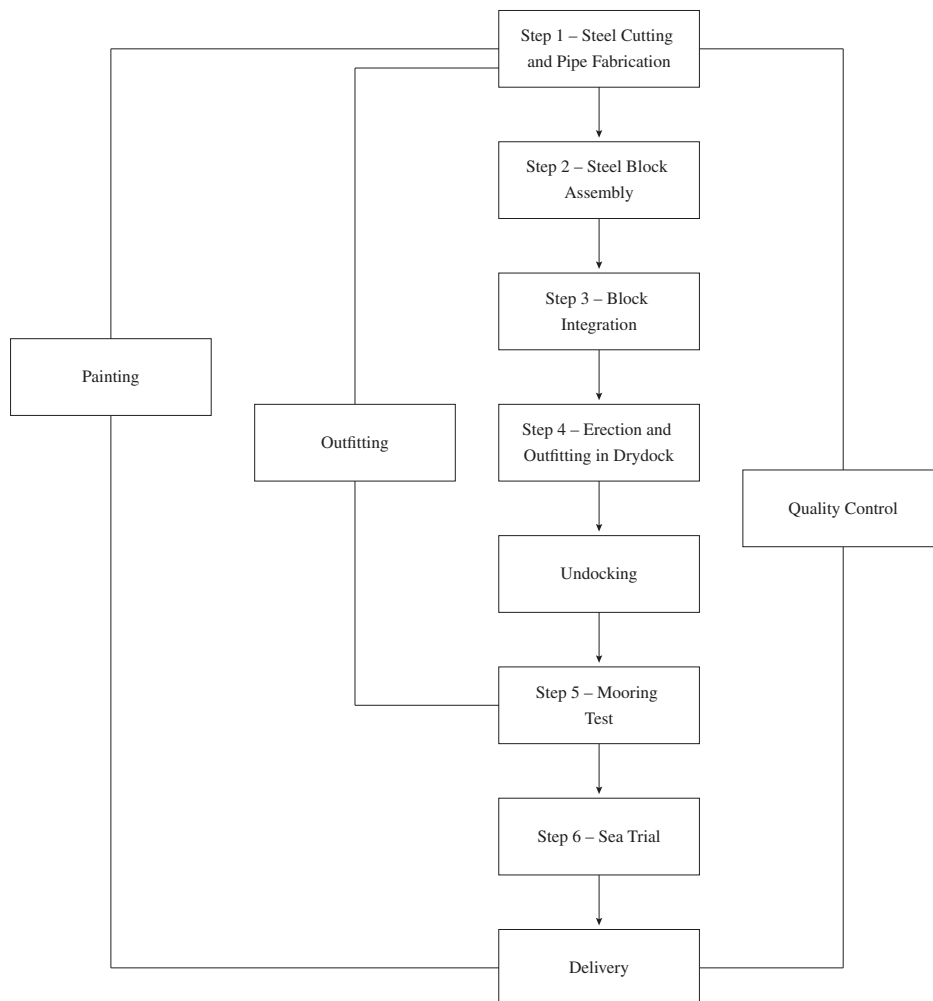 Step 1 – Steel Cutting
and Pipe Fabrication
Step 2 – Steel Block
Assembly
Step 3 – Block
Integration
Painting
Step 4 – Erection and
Outfitting in Drydock
Outfitting
Quality Control
Undocking
Step 5 – Mooring
Test
Step 6 – Sea Trial
Delivery